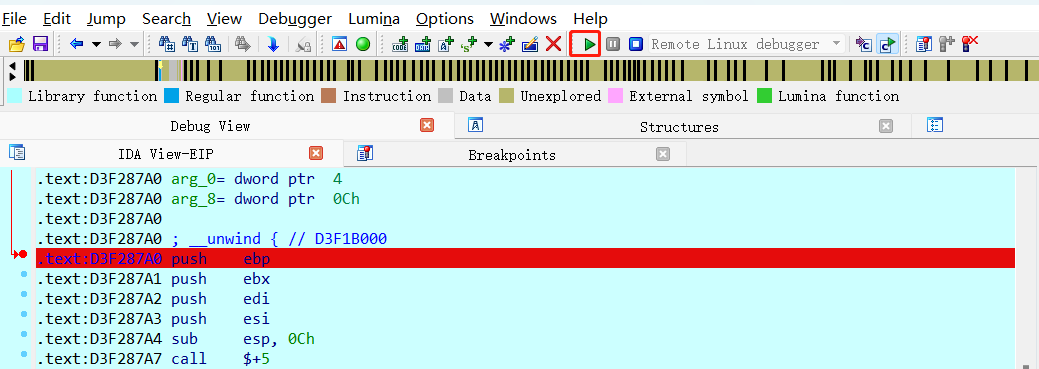 File Edit Jump Search View Debugger Lumina Options Windows Help
Remote Linux debugger
Library function Regular function Instruction Data Unexplored External symbol Lumina function
Debug View Structures
IDA View-EIP Breakpoints
.text:D3F287A0 arg_0= dword ptr  4
.text:D3F287A0 arg_8= dword ptr  0Ch
.text:D3F287A0
.text:D3F287A0 ; __unwind { // D3F1B000
.text:D3F287A0 push    ebp
.text:D3F287A1 push    ebx
.text:D3F287A2 push    edi
.text:D3F287A3 push    esi
.text:D3F287A4 sub     esp, 0Ch
.text:D3F287A7 call    $+5